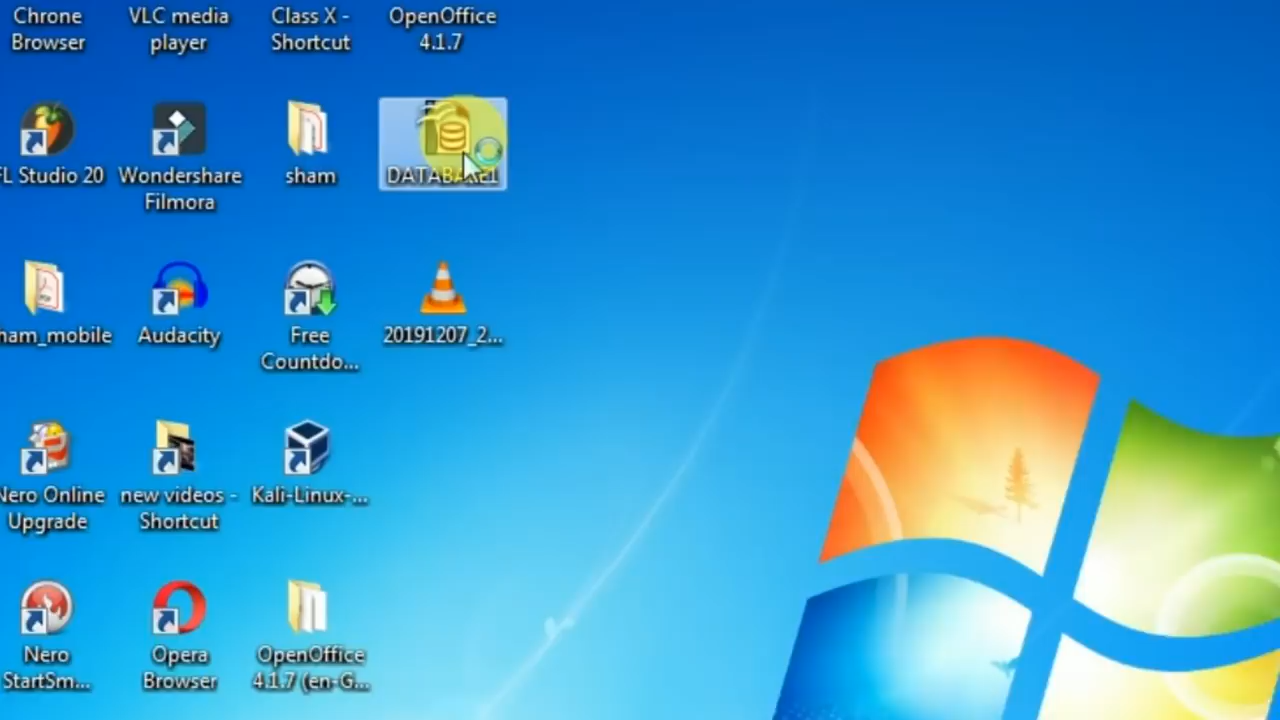 Chrone
Browser
VLC media
player
Class X -
Shortcut
OpenOffice
4.1.7
FL Studio 20
Wondershare
Filmora
sham
DATABASE1
ham_mobile
Audacity
Free
Countdo...
20191207_2...
Nero Online
Upgrade
new videos -
Shortcut
Kali-Linux-...
Nero
StartSm...
Opera
Browser
OpenOffice
4.1.7 (en-G...